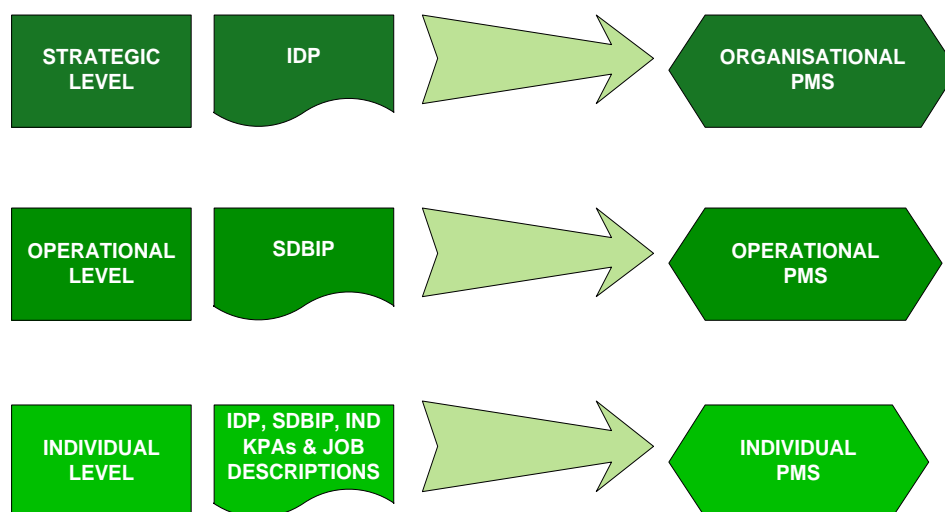 STRATEGIC
LEVEL
IDP
ORGANISATIONAL
PMS
OPERATIONAL
LEVEL
SDBIP
OPERATIONAL
PMS
INDIVIDUAL
LEVEL
IDP, SDBIP, IND
KPAs & JOB
DESCRIPTIONS
INDIVIDUAL
PMS